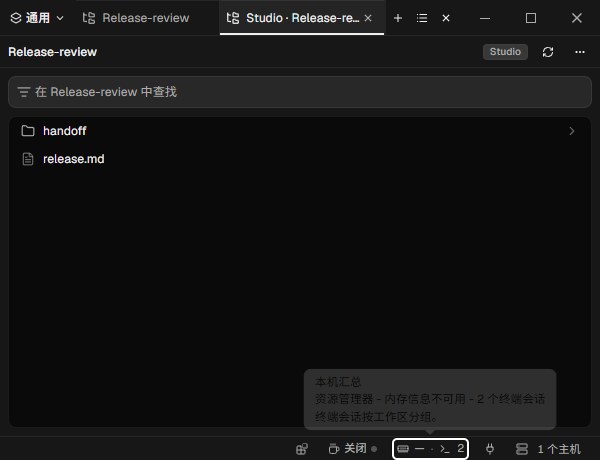 通用
Release-review
Studio · Release-re...
Release-review
Studio
在 Release-review 中查找
handoff
release.md
本机汇总
资源管理器 - 内存信息不可用 - 2 个终端会话
终端会话按工作区分组。
关闭
— · 2
1 个主机